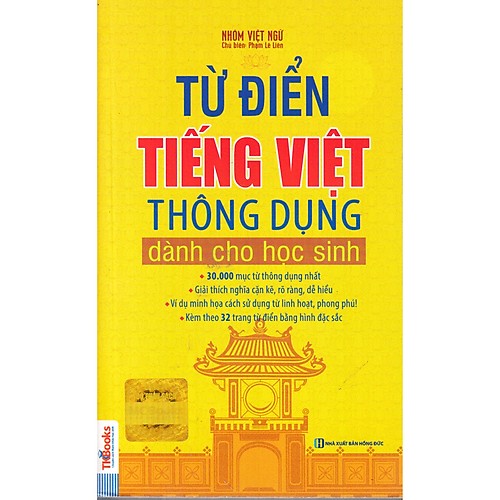 NHÓM VIỆT NGỮ
Chủ biên: Phạm Lê Liên
TỪ ĐIỂN
TIẾNG VIỆT
THÔNG DỤNG
dành cho học sinh
30.000 mục từ thông dụng nhất
Giải thích nghĩa cặn kẽ, rõ ràng, dễ hiểu
Ví dụ minh họa cách sử dụng từ linh hoạt, phong phú!
Kèm theo 32 trang từ điển bằng hình đặc sắc
NHÀ XUẤT BẢN HỒNG ĐỨC
Books